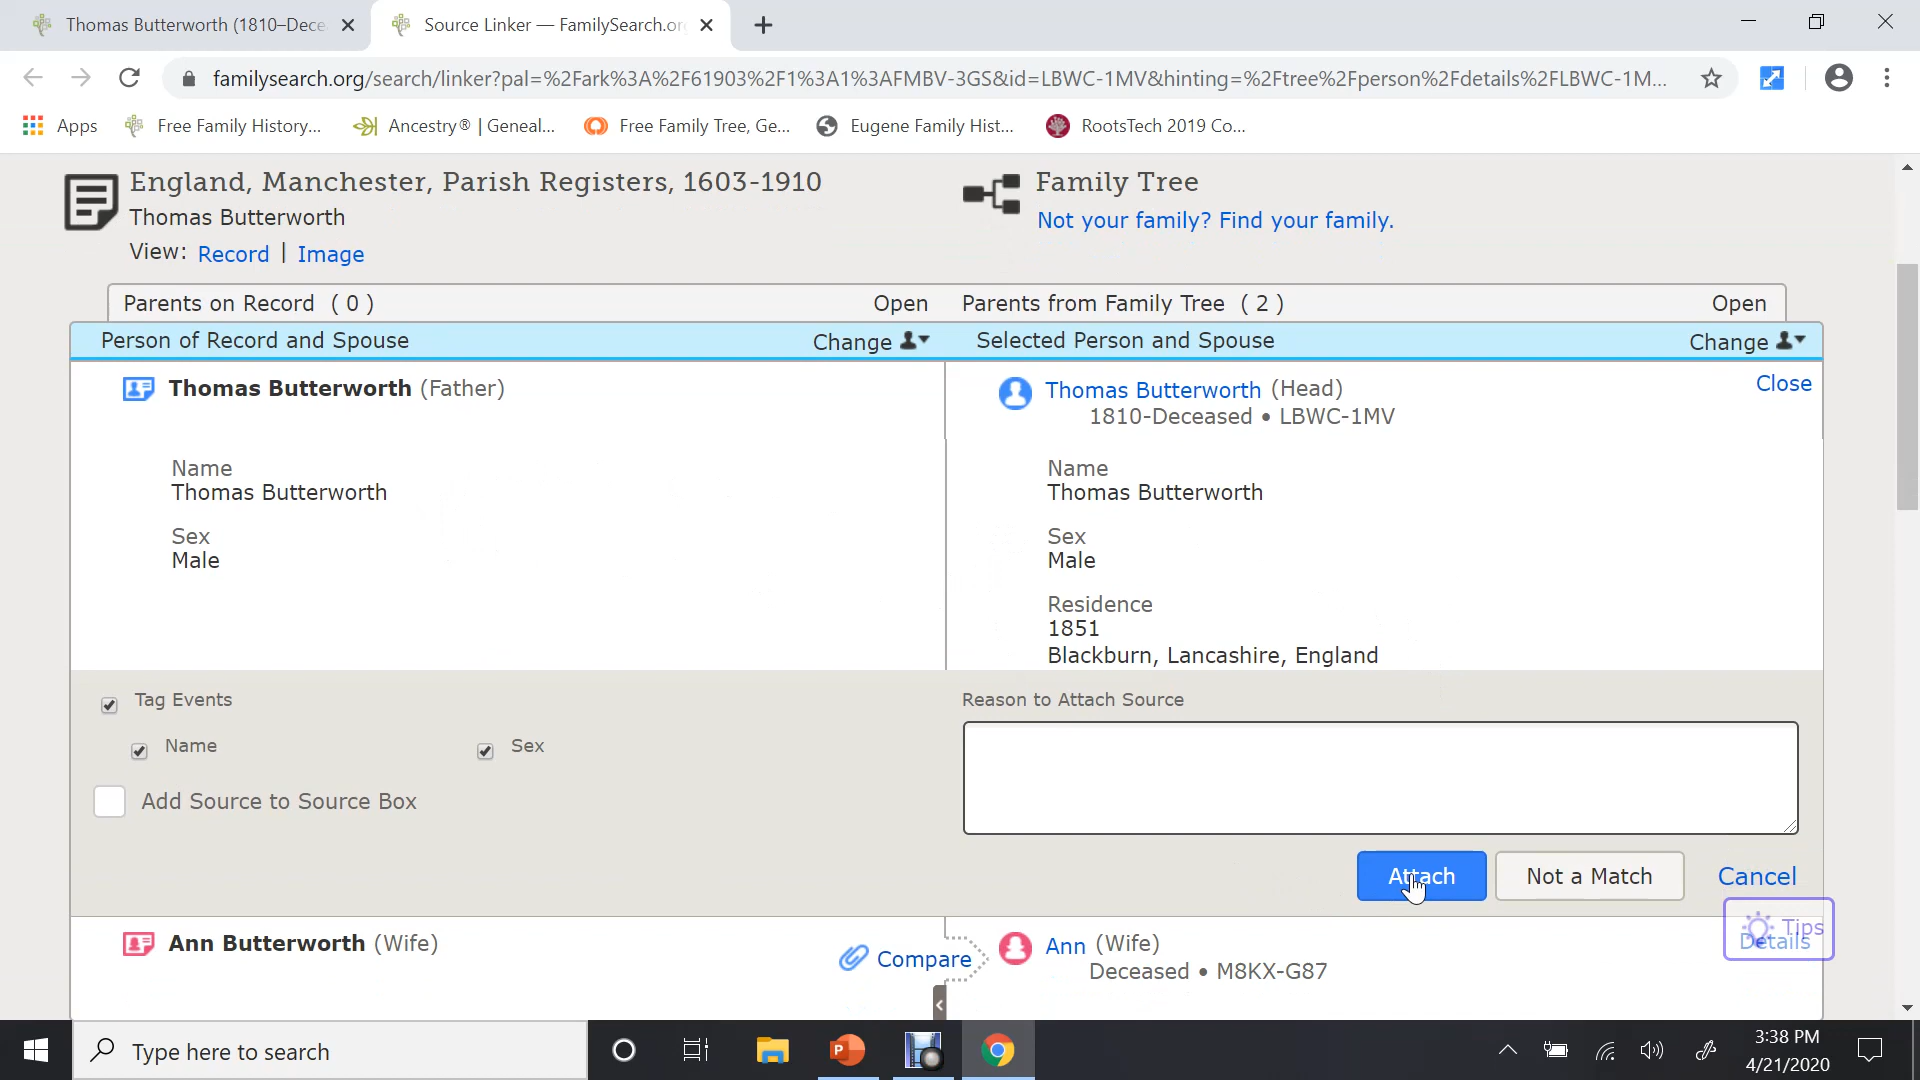 Thomas Butterworth (1810–Dece
Source Linker — FamilySearch.or
familysearch.org/search/linker?pal=%2Fark%3A%2F61903%2F1%3A1%3AFMBV-3GS&id=LBWC-1MV&hinting=%2Ftree%2Fperson%2Fdetails%2FLBWC-1M...
Apps
Free Family History...
Ancestry® | Geneal...
Free Family Tree, Ge...
Eugene Family Hist...
RootsTech 2019 Co...
England, Manchester, Parish Registers, 1603-1910
Thomas Butterworth
View: Record | Image
Family Tree
Not your family? Find your family.
Parents on Record ( 0 )
Open
Parents from Family Tree ( 2 )
Open
Person of Record and Spouse
Change
Selected Person and Spouse
Change
Thomas Butterworth (Father)
Thomas Butterworth (Head)
Close
1810-Deceased • LBWC-1MV
Name
Thomas Butterworth
Name
Thomas Butterworth
Sex
Male
Sex
Male
Residence
1851
Blackburn, Lancashire, England
Tag Events
Name
Sex
Add Source to Source Box
Reason to Attach Source
Attach
Not a Match
Cancel
Tips
Details
Ann Butterworth (Wife)
Compare
Ann (Wife)
Deceased • M8KX-G87
Type here to search
3:38 PM
4/21/2020